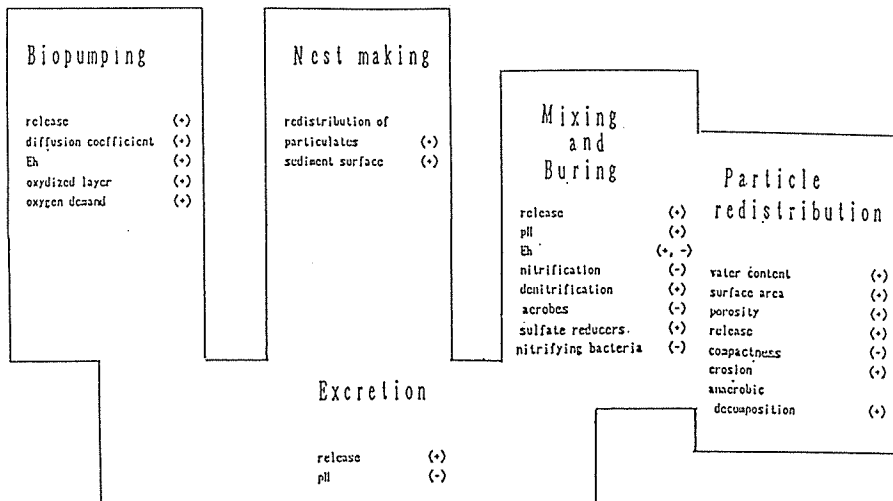 Biopumping
release (+)
diffusion coefficient (+)
Eh (+)
oxydized layer (+)
oxygen demand (+)
Nest making
redistribution of
particulates (+)
sediment surface (+)
Mixing
and
Buring
release (+)
pH (+)
Eh (+, -)
nitrification (-)
denitrification (+)
aerobes (-)
sulfate reducers. (+)
nitrifying bacteria (-)
Particle
redistribution
water content (+)
surface area (+)
porosity (+)
release (+)
compactness (-)
erosion (+)
anaerobic
decomposition (+)
Excretion
release (+)
pH (-)